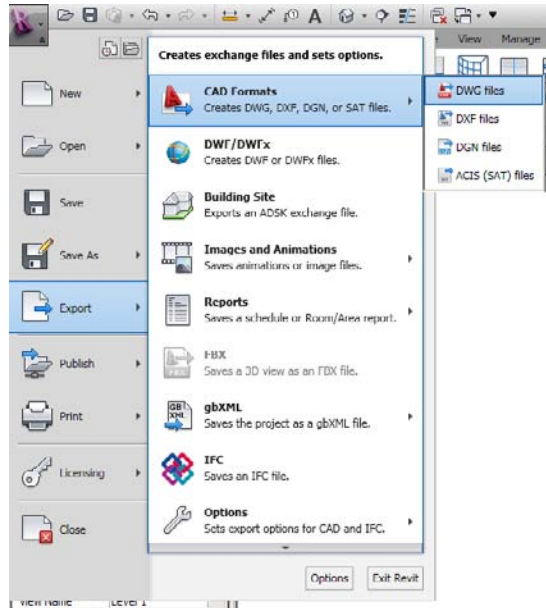 View Manage
Creates exchange files and sets options.
New
CAD Formats
Creates DWG, DXF, DGN, or SAT files.
DWG files
DXF files
DGN files
ACIS (SAT) files
Open
DWF/DWFx
Creates DWF or DWFx files.
Save
Building Site
Exports an ADSK exchange file.
Save As
Images and Animations
Saves animations or image files.
Export
Reports
Saves a schedule or Room/Area report.
Publish
FBX
Saves a 3D view as an FBX file.
Print
gbXML
Saves the project as a gbXML file.
Licensing
IFC
Saves an IFC file.
Close
Options
Sets export options for CAD and IFC.
Options Exit Revit
View Name Level 1